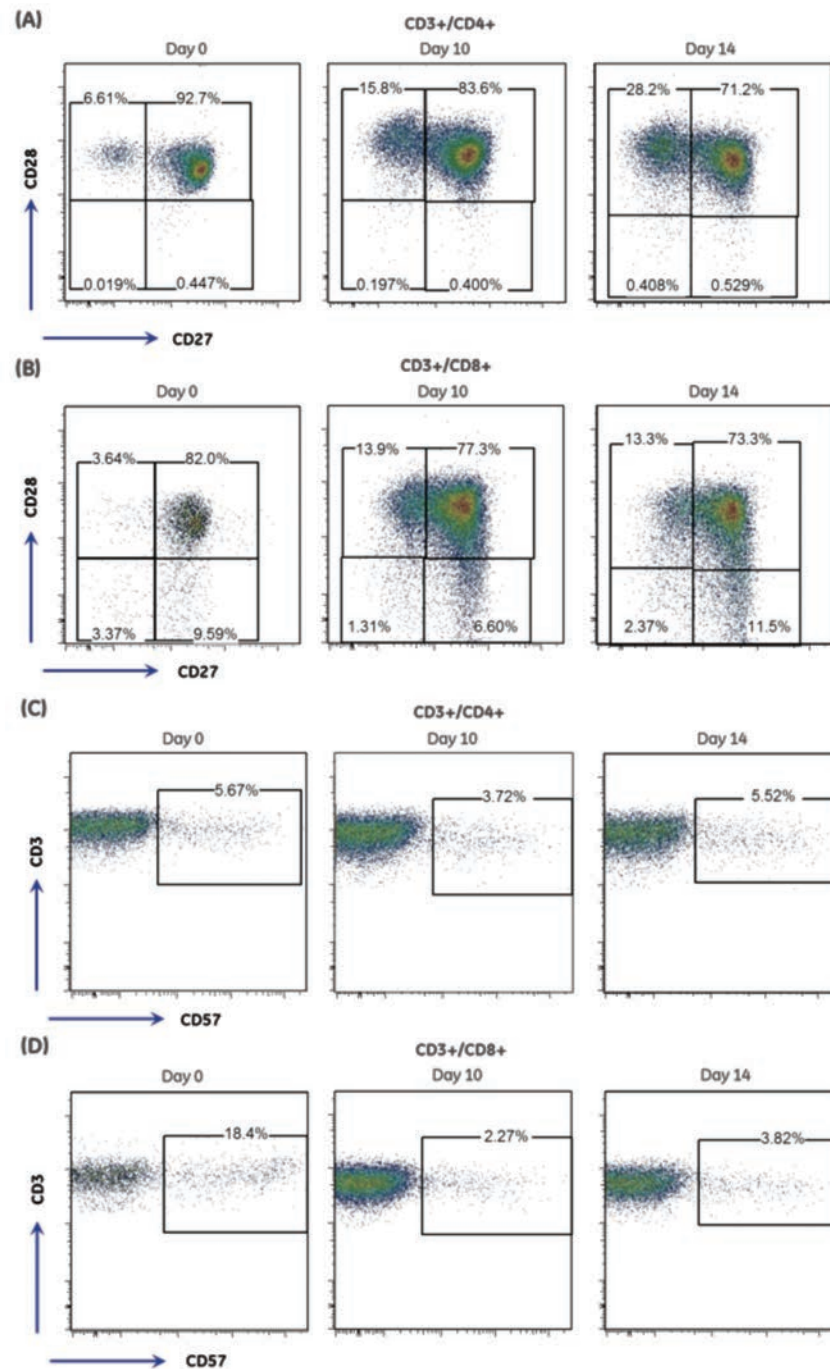 (A)
CD3+/CD4+
Day 0
Day 10
Day 14
6.61%
92.7%
15.8%
83.6%
28.2%
71.2%
CD28
0.019%
0.447%
0.197%
0.400%
0.408%
0.529%
CD27
(B)
CD3+/CD8+
Day 0
Day 10
Day 14
3.64%
82.0%
13.9%
77.3%
13.3%
73.3%
CD28
3.37%
9.59%
1.31%
6.60%
2.37%
11.5%
CD27
(C)
CD3+/CD4+
Day 0
Day 10
Day 14
5.67%
3.72%
5.52%
CD3
CD57
(D)
CD3+/CD8+
Day 0
Day 10
Day 14
18.4%
2.27%
3.82%
CD3
CD57